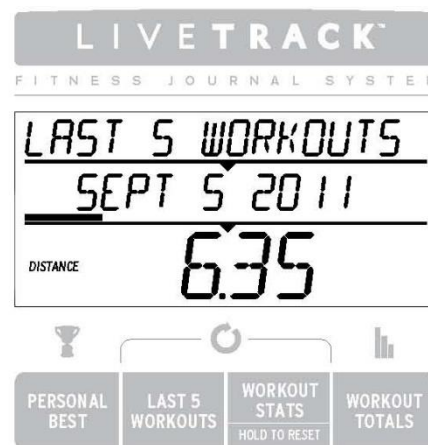 LIVETRACK™
FITNESS JOURNAL SYSTEM
LAST 5 WORKOUTS
SEPT 5 2011
DISTANCE 6.35
PERSONAL BEST
LAST 5 WORKOUTS
WORKOUT STATS
HOLD TO RESET
WORKOUT TOTALS